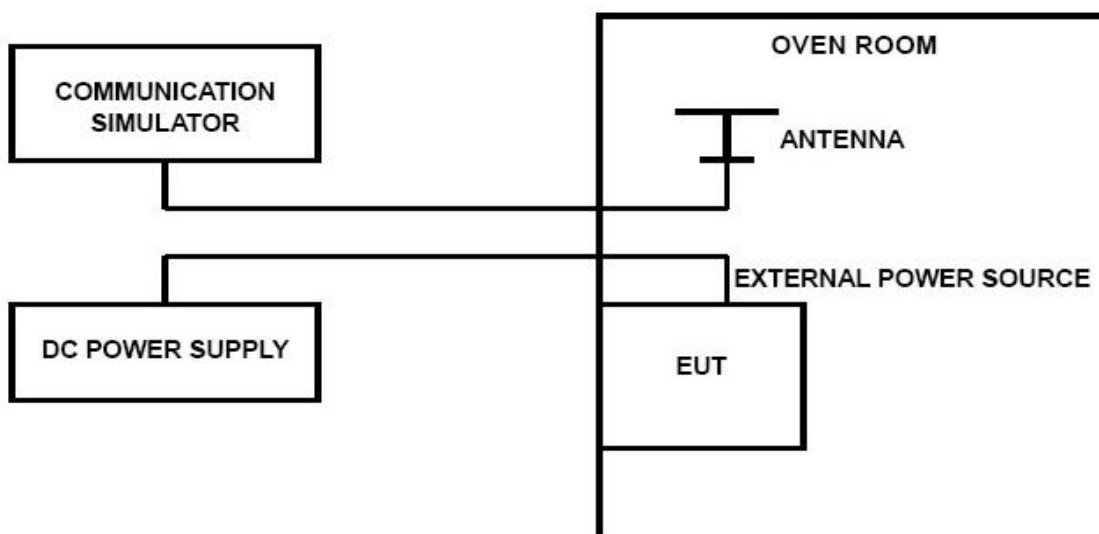 OVEN ROOM
COMMUNICATION
SIMULATOR
ANTENNA
EXTERNAL POWER SOURCE
DC POWER SUPPLY
EUT